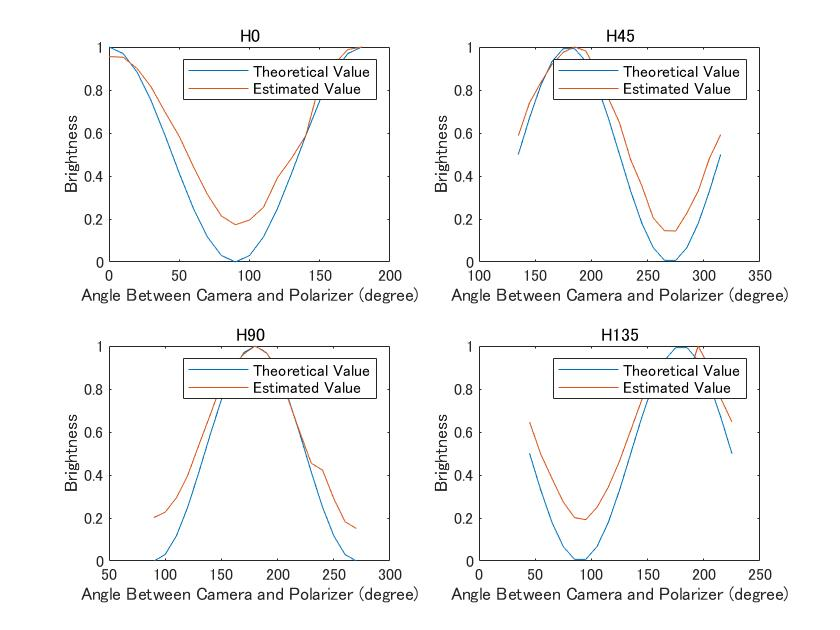 H0
1
0.8
0.6
0.4
0.2
0
Brightness
Theoretical Value
Estimated Value
0 50 100 150 200
Angle Between Camera and Polarizer (degree)
H45
1
0.8
0.6
0.4
0.2
0
Brightness
Theoretical Value
Estimated Value
100 150 200 250 300 350
Angle Between Camera and Polarizer (degree)
H90
1
0.8
0.6
0.4
0.2
0
Brightness
Theoretical Value
Estimated Value
50 100 150 200 250 300
Angle Between Camera and Polarizer (degree)
H135
1
0.8
0.6
0.4
0.2
0
Brightness
Theoretical Value
Estimated Value
0 50 100 150 200 250
Angle Between Camera and Polarizer (degree)